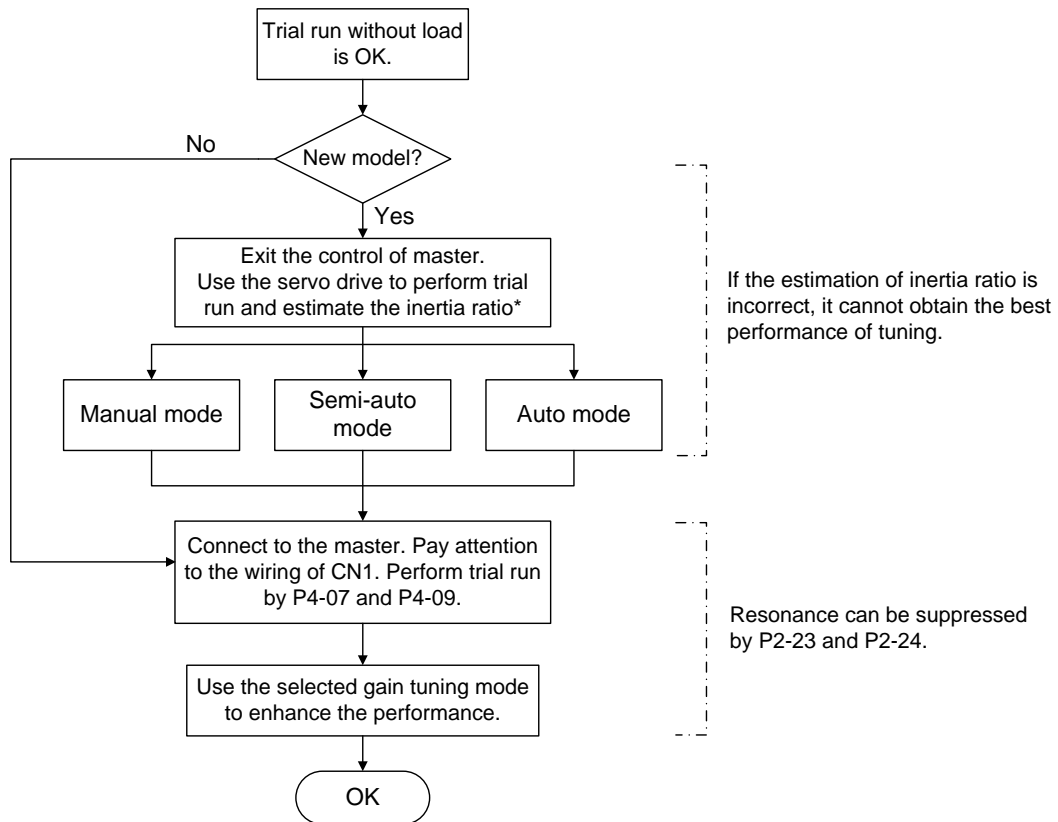 Trial run without load
is OK.
No
New model?
Yes
Exit the control of master.
Use the servo drive to perform trial
run and estimate the inertia ratio*
If the estimation of inertia ratio is
incorrect, it cannot obtain the best
performance of tuning.
Manual mode
Semi-auto
mode
Auto mode
Connect to the master. Pay attention
to the wiring of CN1. Perform trial run
by P4-07 and P4-09.
Resonance can be suppressed
by P2-23 and P2-24.
Use the selected gain tuning mode
to enhance the performance.
OK